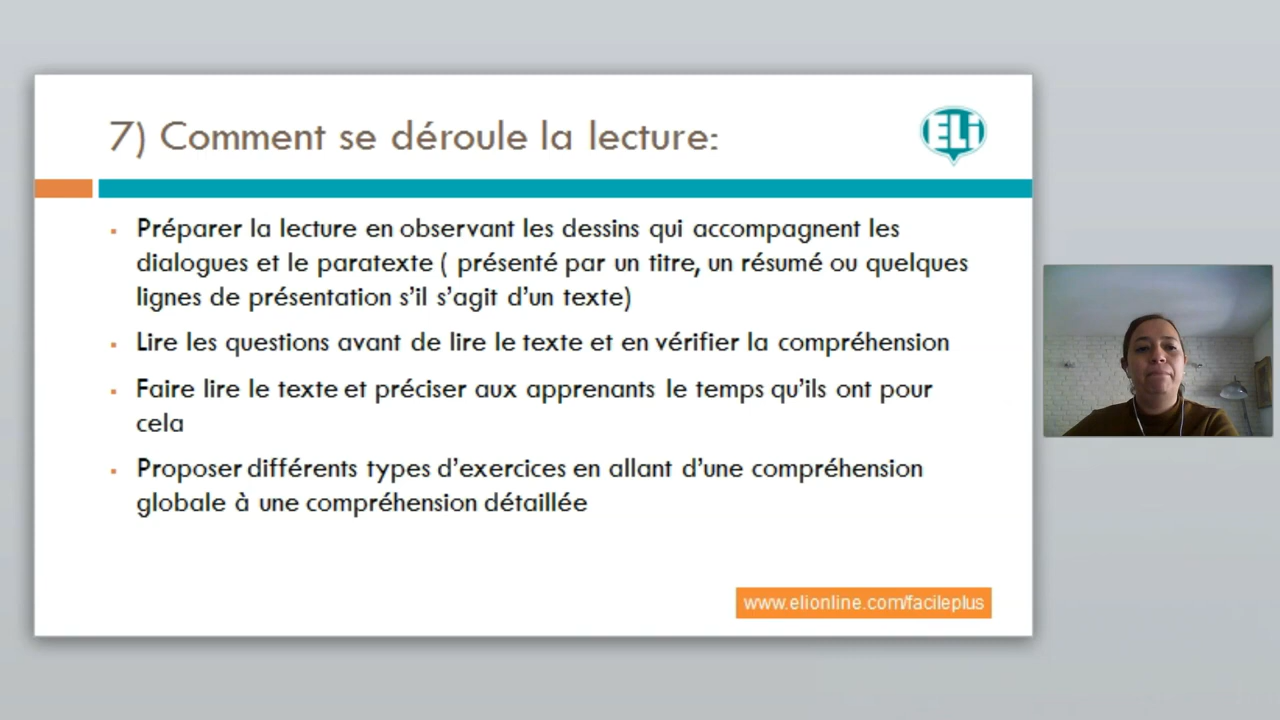 7) Comment se déroule la lecture:
ELi
Préparer la lecture en observant les dessins qui accompagnent les
dialogues et le paratexte ( présenté par un titre, un résumé ou quelques
lignes de présentation s'il s'agit d'un texte)
Lire les questions avant de lire le texte et en vérifier la compréhension
Faire lire le texte et préciser aux apprenants le temps qu'ils ont pour
cela
Proposer différents types d'exercices en allant d'une compréhension
globale à une compréhension détaillée
www.elionline.com/facileplus